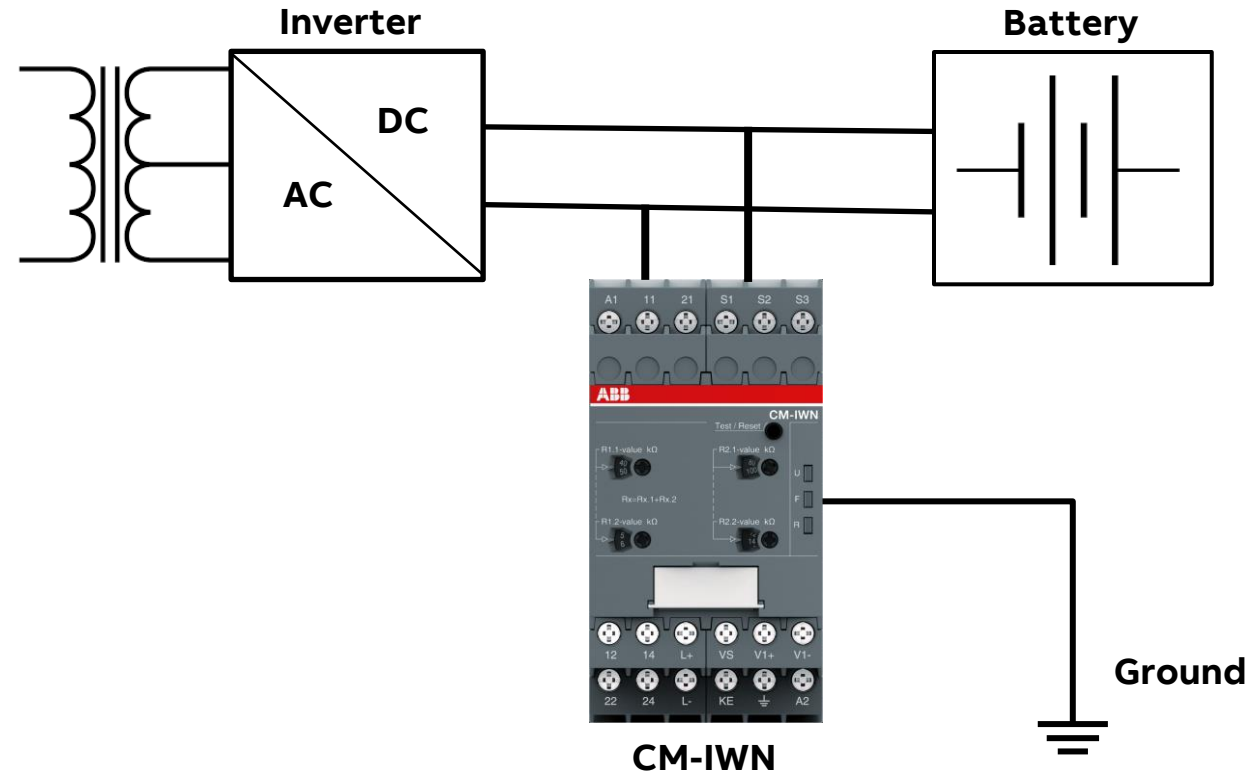 Inverter
Battery
DC
AC
A1 11 21 S1 S2 S3
ABB
CM-IWN
Test / Reset
R1.1-value kΩ R2.1-value kΩ
U
Rx=Rx.1+Rx.2
F
R1.2-value kΩ R2.2-value kΩ
R
12 14 L+ VS V1+ V1-
22 24 L- KE A2
Ground
CM-IWN